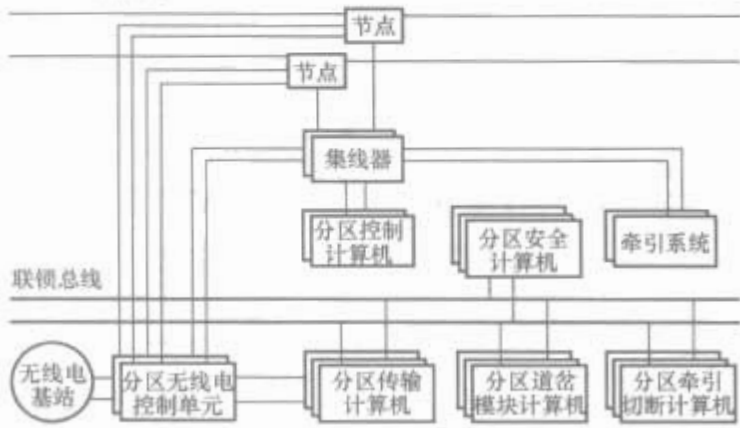 节点
节点
集线器
分区控制
计算机
分区安全
计算机
牵引系统
联锁总线
无线电
基站
分区无线电
控制单元
分区传输
计算机
分区道岔
模块计算机
分区牵引
切断计算机